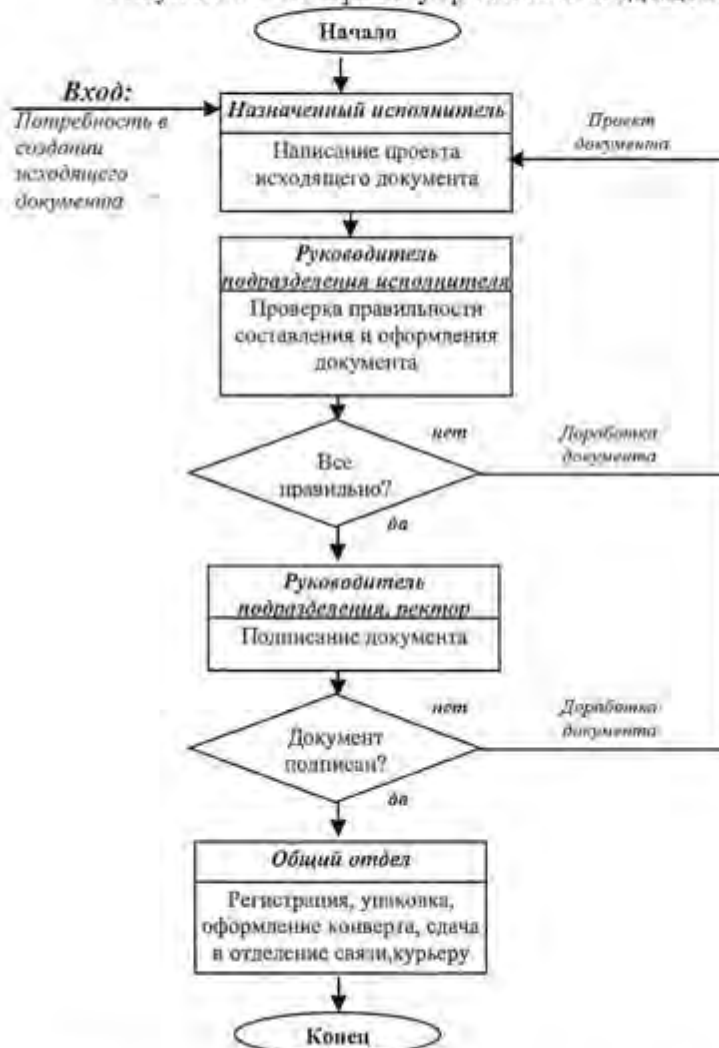 Начало
Вход:
Потребность в
создании
исходящего
документа
Назначенный исполнитель
Написание проекта
исходящего документа
Проект
документа
Руководитель
подразделения исполнителя
Проверка правильности
составления и оформления
документа
нет
Доработка
документа
Все
правильно?
да
Руководитель
подразделения, ректор
Подписание документа
нет
Доработка
документа
Документ
подписан?
да
Общий отдел
Регистрация, упаковка,
оформление конверта, сдача
в отделение связи,курьеру
Конец